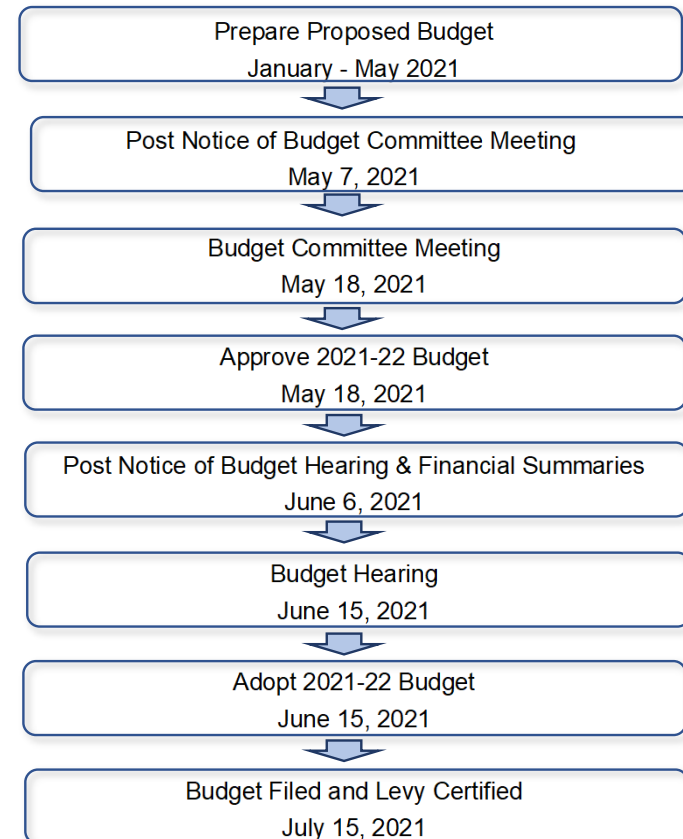 Prepare Proposed Budget
January - May 2021
Post Notice of Budget Committee Meeting
May 7, 2021
Budget Committee Meeting
May 18, 2021
Approve 2021-22 Budget
May 18, 2021
Post Notice of Budget Hearing & Financial Summaries
June 6, 2021
Budget Hearing
June 15, 2021
Adopt 2021-22 Budget
June 15, 2021
Budget Filed and Levy Certified
July 15, 2021